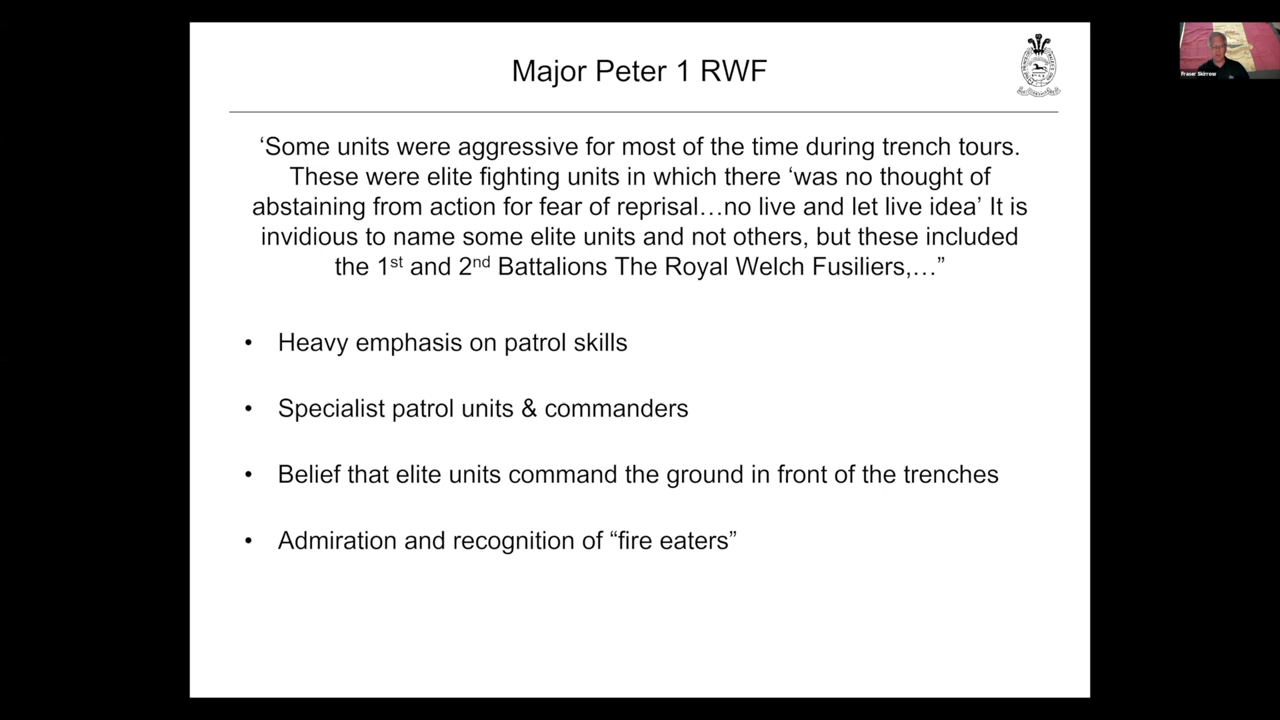 Major Peter 1 RWF
Fraser Skirrow
‘Some units were aggressive for most of the time during trench tours.
These were elite fighting units in which there ‘was no thought of
abstaining from action for fear of reprisal…no live and let live idea’ It is
invidious to name some elite units and not others, but these included
the 1st and 2nd Battalions The Royal Welch Fusiliers,…”
• Heavy emphasis on patrol skills
• Specialist patrol units & commanders
• Belief that elite units command the ground in front of the trenches
• Admiration and recognition of “fire eaters”